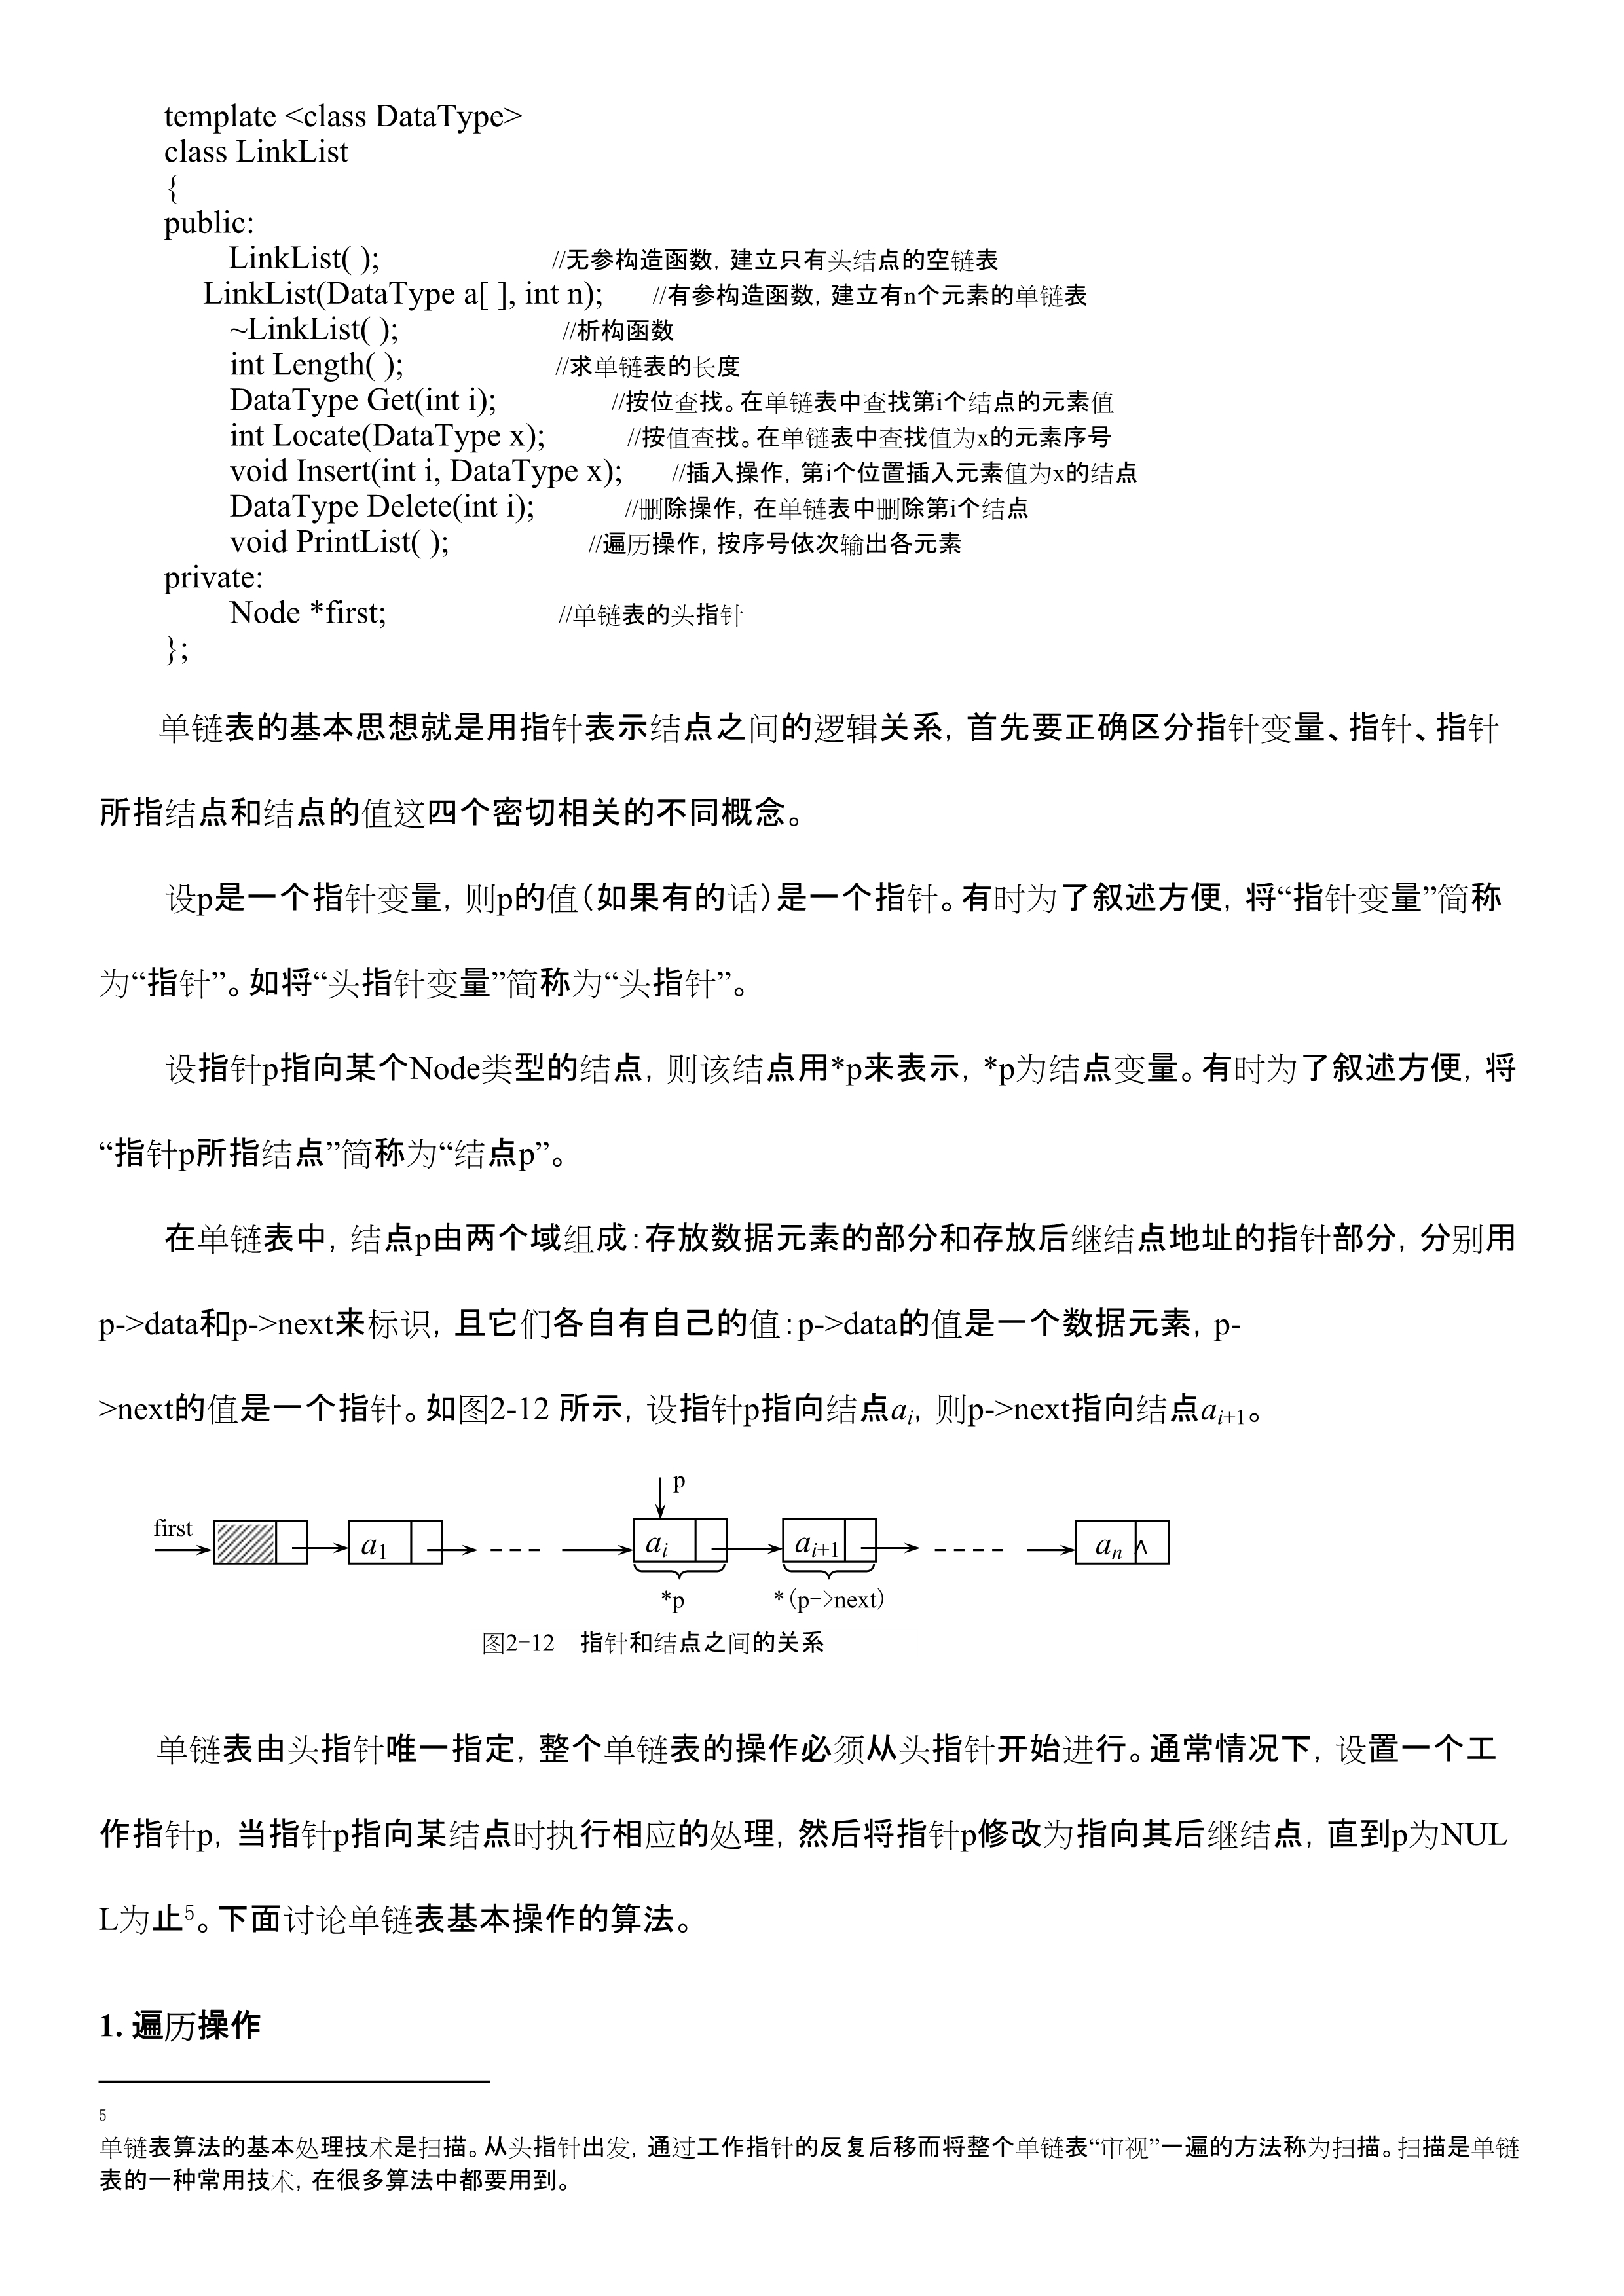 template <class DataType>
class LinkList
{
public:
LinkList( ); //无参构造函数，建立只有头结点的空链表
LinkList(DataType a[ ], int n); //有参构造函数，建立有n个元素的单链表
~LinkList( ); //析构函数
int Length( ); //求单链表的长度
DataType Get(int i); //按位查找。在单链表中查找第i个结点的元素值
int Locate(DataType x); //按值查找。在单链表中查找值为x的元素序号
void Insert(int i, DataType x); //插入操作，第i个位置插入元素值为x的结点
DataType Delete(int i); //删除操作，在单链表中删除第i个结点
void PrintList( ); //遍历操作，按序号依次输出各元素
private:
Node *first; //单链表的头指针
};
单链表的基本思想就是用指针表示结点之间的逻辑关系，首先要正确区分指针变量、指针、指针
所指结点和结点的值这四个密切相关的不同概念。
设p是一个指针变量，则p的值（如果有的话）是一个指针。有时为了叙述方便，将“指针变量”简称
为“指针”。如将“头指针变量”简称为“头指针”。
设指针p指向某个Node类型的结点，则该结点用*p来表示，*p为结点变量。有时为了叙述方便，将
“指针p所指结点”简称为“结点p”。
在单链表中，结点p由两个域组成：存放数据元素的部分和存放后继结点地址的指针部分，分别用
p->data和p->next来标识，且它们各自有自己的值：p->data的值是一个数据元素，p-
>next的值是一个指针。如图2-12 所示，设指针p指向结点ai，则p->next指向结点ai+1。
p
first
a1 ai ai+1 an ∧
*p *(p->next)
图2-12 指针和结点之间的关系
单链表由头指针唯一指定，整个单链表的操作必须从头指针开始进行。通常情况下，设置一个工
作指针p，当指针p指向某结点时执行相应的处理，然后将指针p修改为指向其后继结点，直到p为NUL
L为止5。下面讨论单链表基本操作的算法。
1. 遍历操作
5
单链表算法的基本处理技术是扫描。从头指针出发，通过工作指针的反复后移而将整个单链表“审视”一遍的方法称为扫描。扫描是单链
表的一种常用技术，在很多算法中都要用到。